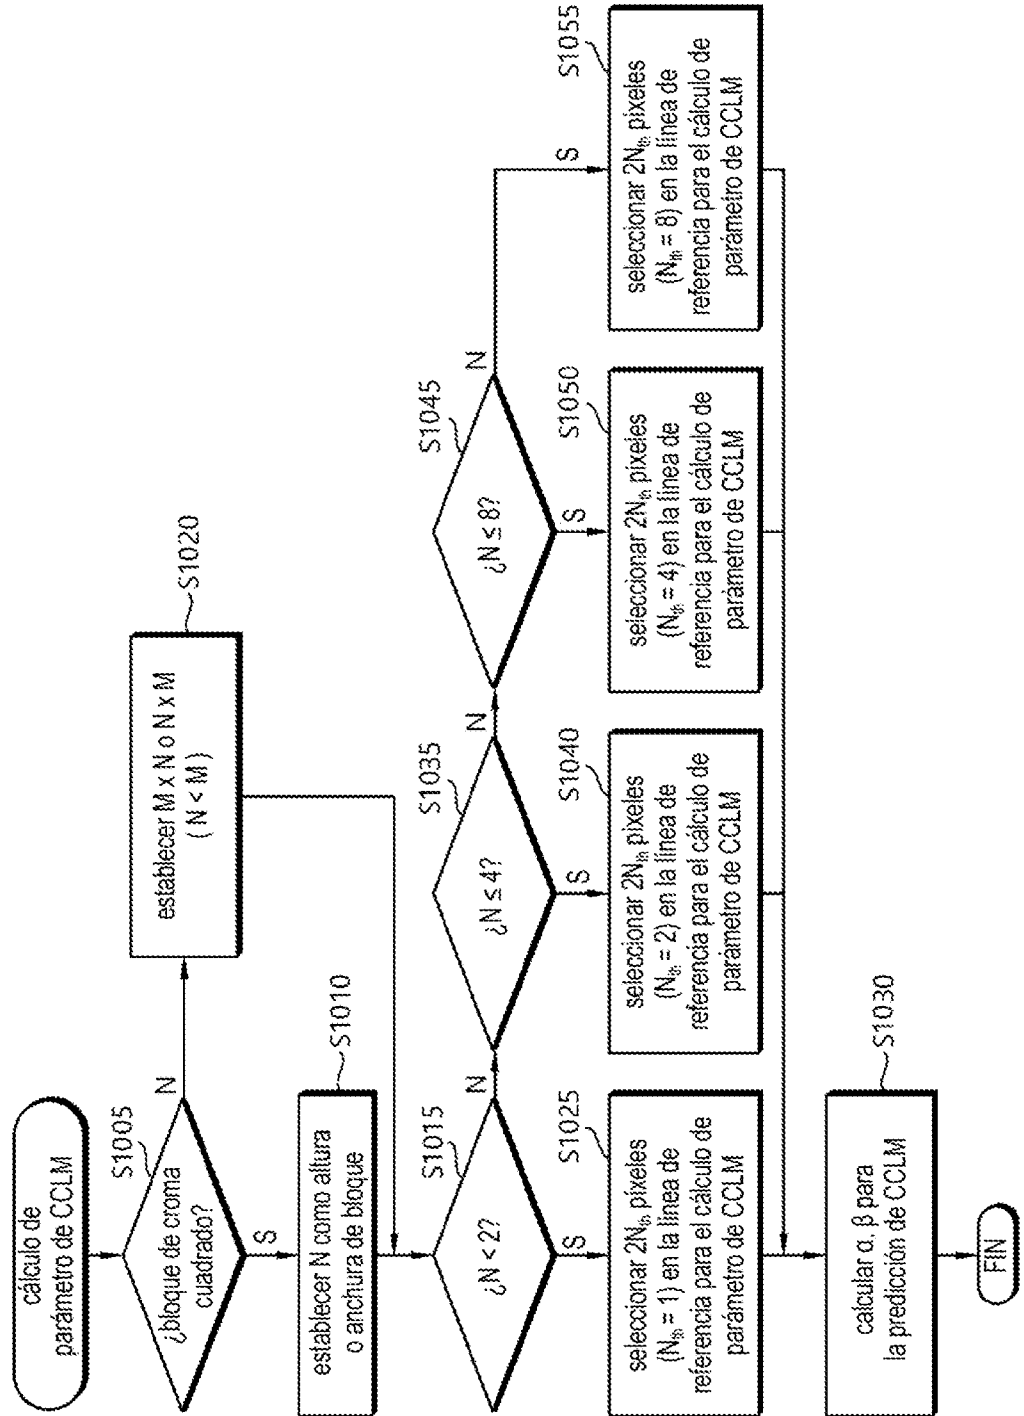 cálculo de
parámetro de CCLM
S1005
¿bloque de croma
cuadrado?
N
S
S1020
establecer M x N o N x M
( N < M )
S1010
establecer N como altura
o anchura de bloque
S1015
¿N < 2?
N
S
S1025
seleccionar 2Nth píxeles
(Nth = 1) en la línea de
referencia para el cálculo de
parámetro de CCLM
S1035
¿N ≤ 4?
N
S
S1040
seleccionar 2Nth píxeles
(Nth = 2) en la línea de
referencia para el cálculo de
parámetro de CCLM
S1045
¿N ≤ 8?
N
S
S1050
seleccionar 2Nth píxeles
(Nth = 4) en la línea de
referencia para el cálculo de
parámetro de CCLM
S
S1055
seleccionar 2Nth píxeles
(Nth = 8) en la línea de
referencia para el cálculo de
parámetro de CCLM
S1030
calcular α, β para
la predicción de CCLM
FIN